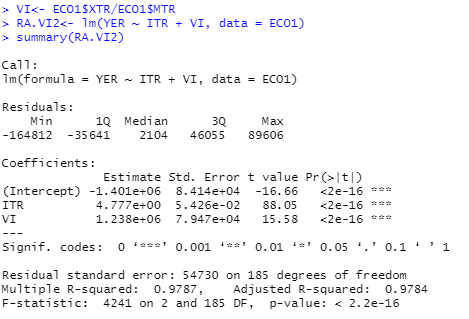 > VI<- ECO1$XTR/ECO1$MTR
> RA.VI2<- lm(YER ~ ITR + VI, data = ECO1)
> summary(RA.VI2)
Call:
lm(formula = YER ~ ITR + VI, data = ECO1)
Residuals:
Min 1Q Median 3Q Max
-164812 -35641 2104 46055 89606
Coefficients:
Estimate Std. Error t value Pr(>|t|)
(Intercept) -1.401e+06 8.414e+04 -16.66 <2e-16 ***
ITR 4.777e+00 5.426e-02 88.05 <2e-16 ***
VI 1.238e+06 7.947e+04 15.58 <2e-16 ***
---
Signif. codes: 0 ‘***’ 0.001 ‘**’ 0.01 ‘*’ 0.05 ‘.’ 0.1 ‘ ’ 1
Residual standard error: 54730 on 185 degrees of freedom
Multiple R-squared: 0.9787, Adjusted R-squared: 0.9784
F-statistic: 4241 on 2 and 185 DF, p-value: < 2.2e-16